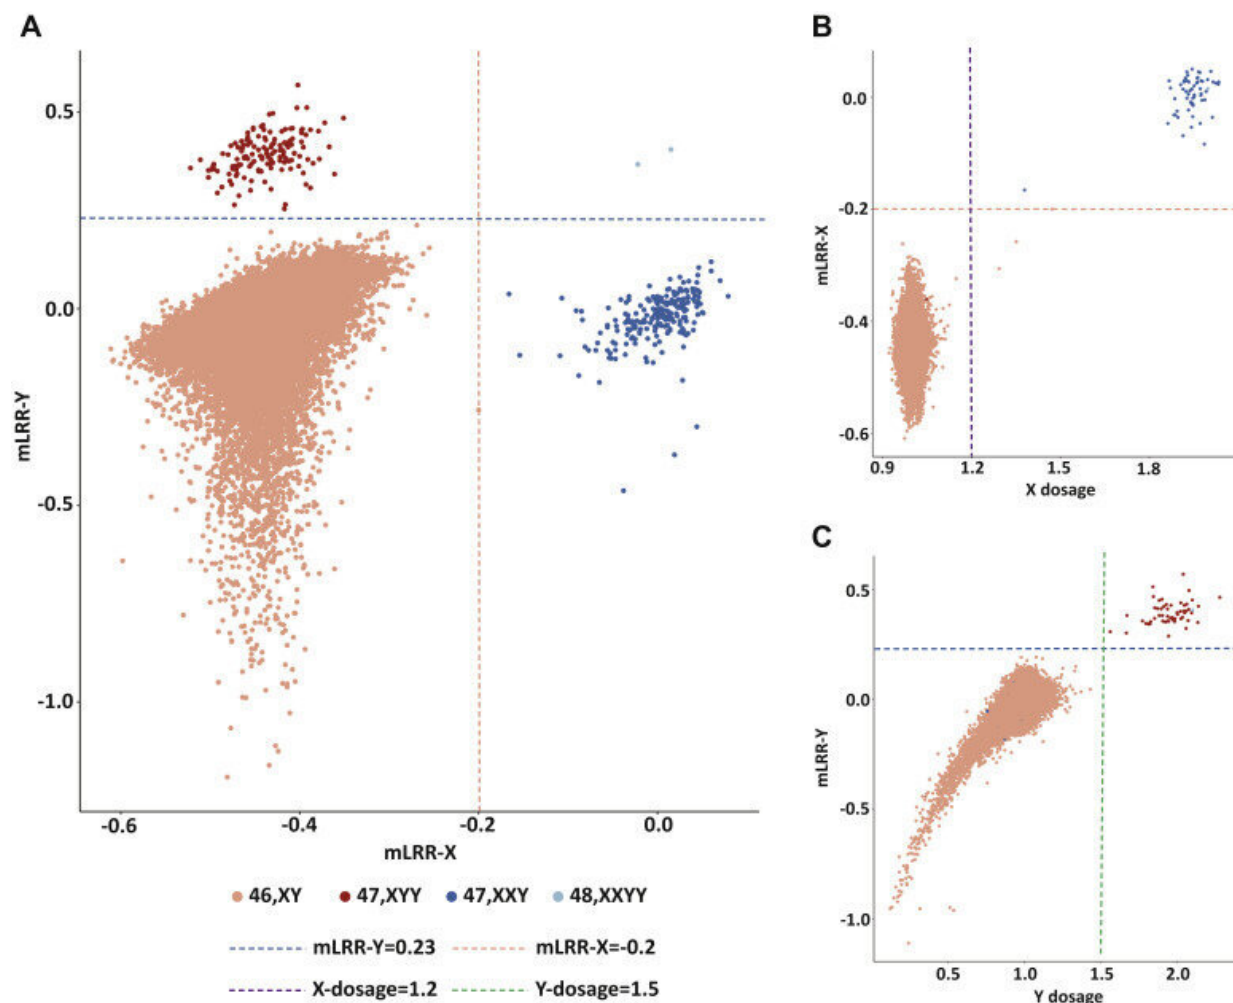 A
mLRR-Y
0.5
0.0
-0.5
-1.0
-0.6
-0.4
-0.2
0.0
mLRR-X
46,XY
47,XYY
47,XXY
48,XXYY
mLRR-Y=0.23
mLRR-X=-0.2
X-dosage=1.2
Y-dosage=1.5
B
mLRR-X
0.0
-0.2
-0.4
-0.6
0.9
1.2
1.5
1.8
X dosage
C
mLRR-Y
0.5
0.0
-0.5
-1.0
0.5
1.0
1.5
2.0
Y dosage